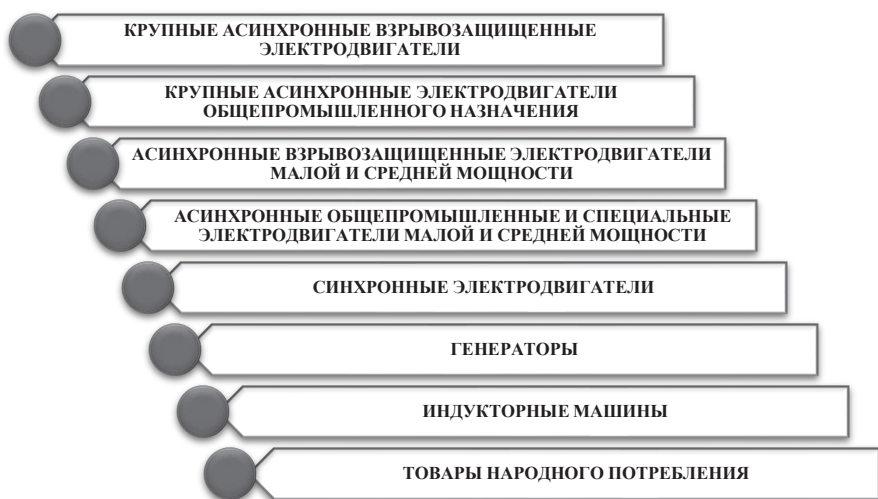 КРУПНЫЕ АСИНХРОННЫЕ ВЗРЫВОЗАЩИЩЕННЫЕ
ЭЛЕКТРОДВИГАТЕЛИ
КРУПНЫЕ АСИНХРОННЫЕ ЭЛЕКТРОДВИГАТЕЛИ
ОБЩЕПРОМЫШЛЕННОГО НАЗНАЧЕНИЯ
АСИНХРОННЫЕ ВЗРЫВОЗАЩИЩЕННЫЕ ЭЛЕКТРОДВИГАТЕЛИ
МАЛОЙ И СРЕДНЕЙ МОЩНОСТИ
АСИНХРОННЫЕ ОБЩЕПРОМЫШЛЕННЫЕ И СПЕЦИАЛЬНЫЕ
ЭЛЕКТРОДВИГАТЕЛИ МАЛОЙ И СРЕДНЕЙ МОЩНОСТИ
СИНХРОННЫЕ ЭЛЕКТРОДВИГАТЕЛИ
ГЕНЕРАТОРЫ
ИНДУКТОРНЫЕ МАШИНЫ
ТОВАРЫ НАРОДНОГО ПОТРЕБЛЕНИЯ